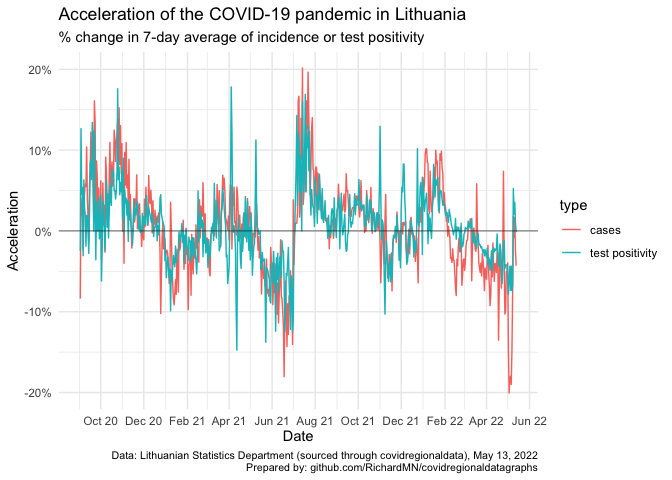 Acceleration of the COVID-19 pandemic in Lithuania
% change in 7-day average of incidence or test positivity
Acceleration
20%
10%
0%
-10%
-20%
Oct 20 Dec 20 Feb 21 Apr 21 Jun 21 Aug 21 Oct 21 Dec 21 Feb 22 Apr 22 Jun 22
Date
type
cases
test positivity
Data: Lithuanian Statistics Department (sourced through covidregionaldata), May 13, 2022
Prepared by: github.com/RichardMN/covidregionaldatagraphs